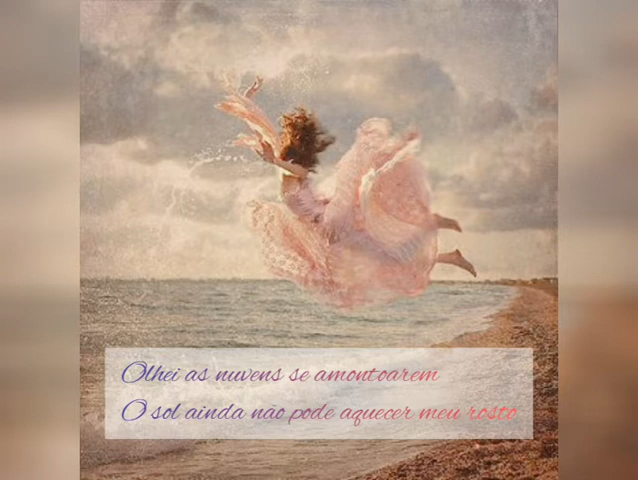 Olhei as nuvens se amontoarem
O sol ainda não pode aquecer meu rosto